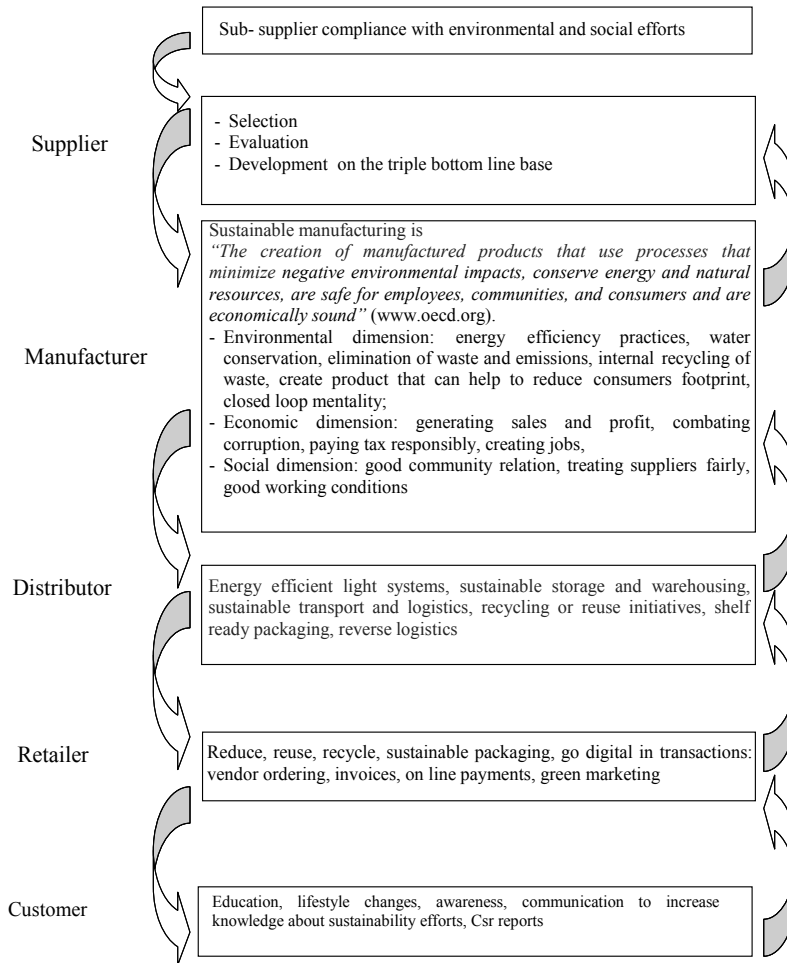 Sub- supplier compliance with environmental and social efforts
Supplier
- Selection
- Evaluation
- Development on the triple bottom line base
Manufacturer
Sustainable manufacturing is
“The creation of manufactured products that use processes that
minimize negative environmental impacts, conserve energy and natural
resources, are safe for employees, communities, and consumers and are
economically sound” (www.oecd.org).
- Environmental dimension: energy efficiency practices, water
conservation, elimination of waste and emissions, internal recycling of
waste, create product that can help to reduce consumers footprint,
closed loop mentality;
- Economic dimension: generating sales and profit, combating
corruption, paying tax responsibly, creating jobs,
- Social dimension: good community relation, treating suppliers fairly,
good working conditions
Distributor
Energy efficient light systems, sustainable storage and warehousing,
sustainable transport and logistics, recycling or reuse initiatives, shelf
ready packaging, reverse logistics
Retailer
Reduce, reuse, recycle, sustainable packaging, go digital in transactions:
vendor ordering, invoices, on line payments, green marketing
Customer
Education, lifestyle changes, awareness, communication to increase
knowledge about sustainability efforts, Csr reports